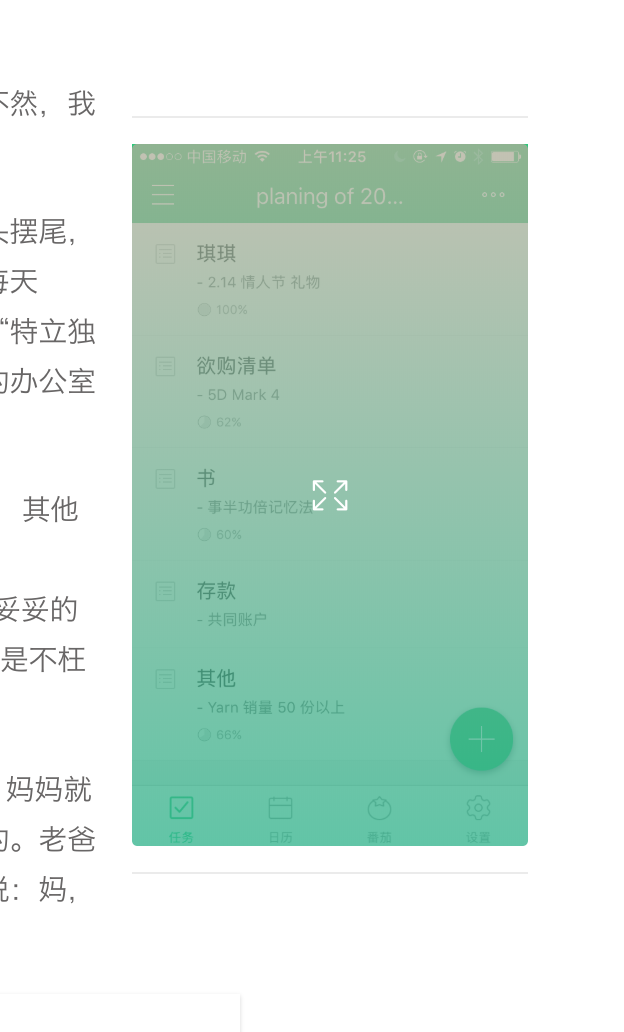 不然，我
头摆尾，
每天
“特立独
的办公室
其他
妥妥的
是不枉
妈妈就
的。老爸
说：妈，
中国移动 上午11:25
planing of 20...
琪琪
- 2.14 情人节 礼物
100%
欲购清单
- 5D Mark 4
62%
书
- 事半功倍记忆法
60%
存款
- 共同账户
其他
- Yarn 销量 50 份以上
66%
任务 日历 番茄 设置